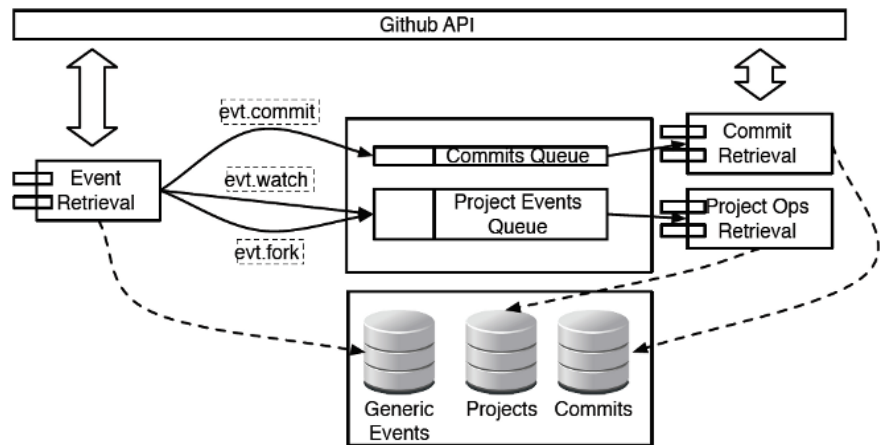 Github API
evt.commit
Commits Queue
Commit
Retrieval
Event
Retrieval
evt.watch
Project Events
Queue
Project Ops
Retrieval
evt.fork
Generic
Events
Projects
Commits